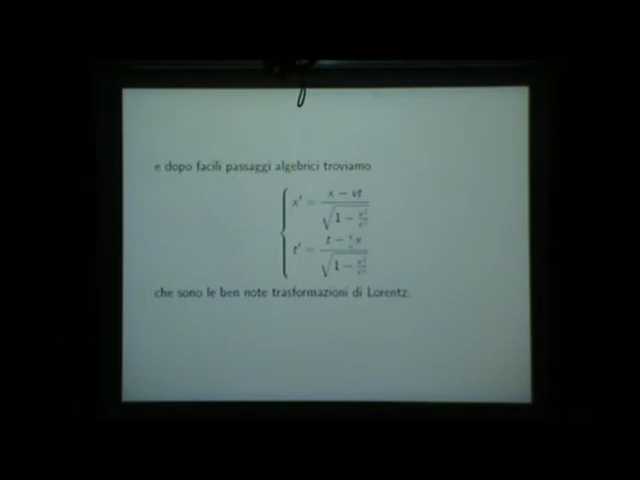 e dopo facili passaggi algebrici troviamo
x′ = x − vt / √(1 − v²/c²)
t′ = t − v/c x / √(1 − v²/c²)
che sono le ben note trasformazioni di Lorentz.